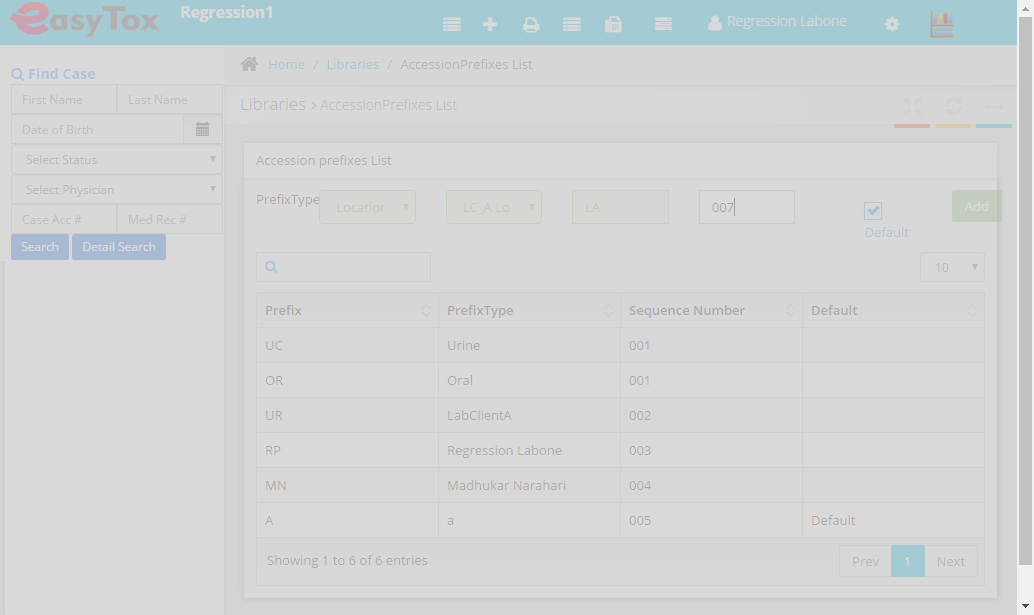 easyTox
Regression1
Regression Labone
Find Case
First Name
Last Name
Date of Birth
Select Status
Select Physician
Case Acc #
Med Rec #
Search
Detail Search
Home / Libraries / AccessionPrefixes List
Libraries > AccessionPrefixes List
Accession prefixes List
PrefixType
Location
LC_A Lo
LA
007
Default
Add
10
Prefix PrefixType Sequence Number Default
UC Urine 001
OR Oral 001
UR LabClientA 002
RP Regression Labone 003
MN Madhukar Narahari 004
A a 005 Default
Showing 1 to 6 of 6 entries
Prev 1 Next